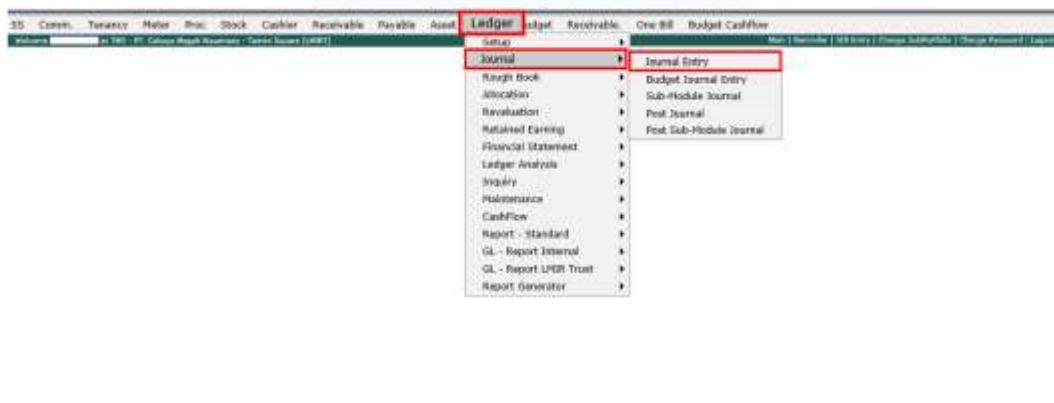 SS Comm. Tenancy Meter Proc Stock Cashier Receivable Payable Asset Ledger Budget Receivable. One Bill Budget Cashflow
Welcome
Setup
Journal
Rough Book
Allocation
Revaluation
Retained Earning
Financial Statement
Ledger Analysis
Inquiry
Maintenance
CashFlow
Report - Standard
GL - Report Internal
GL - Report LMIR Trust
Report Generator
Journal Entry
Budget Journal Entry
Sub-Module Journal
Post Journal
Post Sub-Module Journal